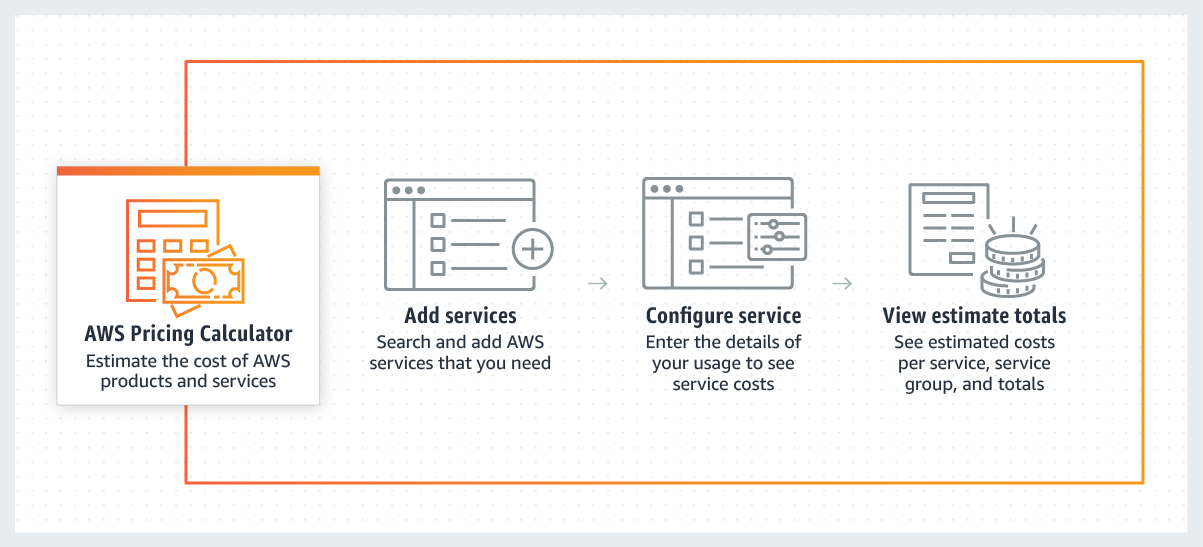 AWS Pricing Calculator
Estimate the cost of AWS
products and services
Add services
Search and add AWS
services that you need
Configure service
Enter the details of
your usage to see
service costs
View estimate totals
See estimated costs
per service, service
group, and totals